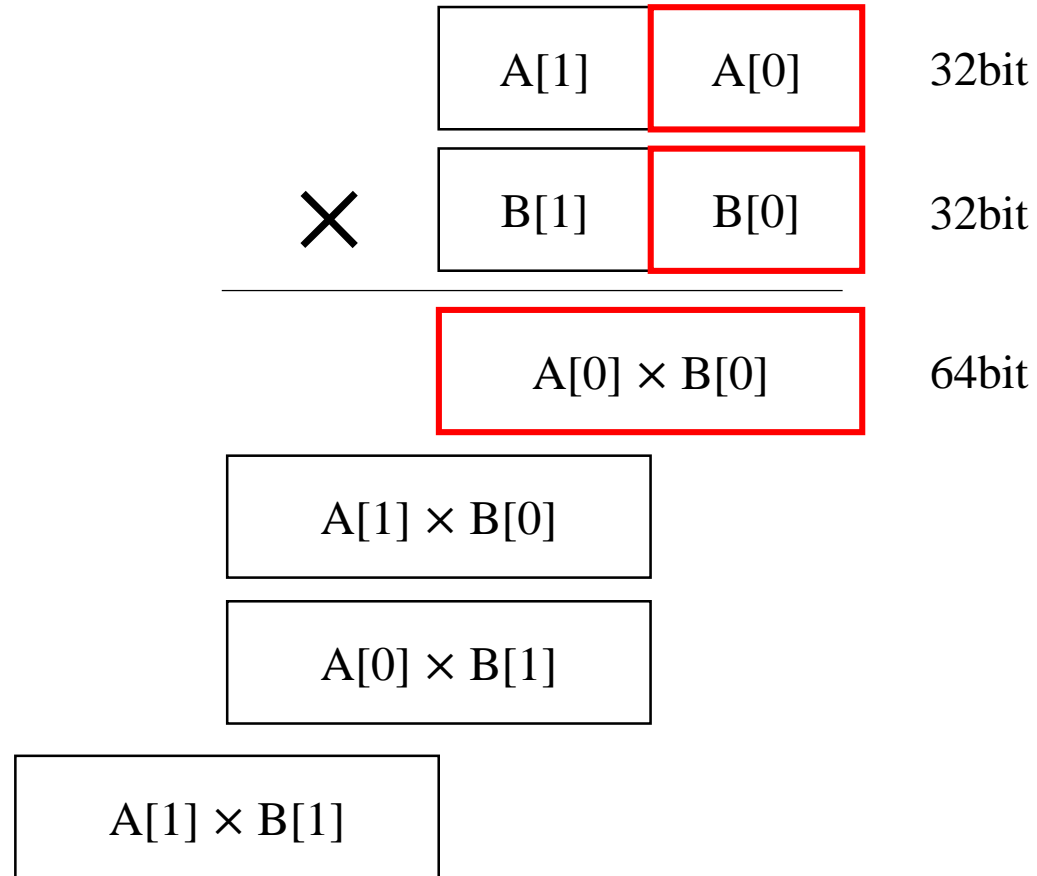 A[1] A[0] 32bit
× B[1] B[0] 32bit
A[0] × B[0] 64bit
A[1] × B[0]
A[0] × B[1]
A[1] × B[1]